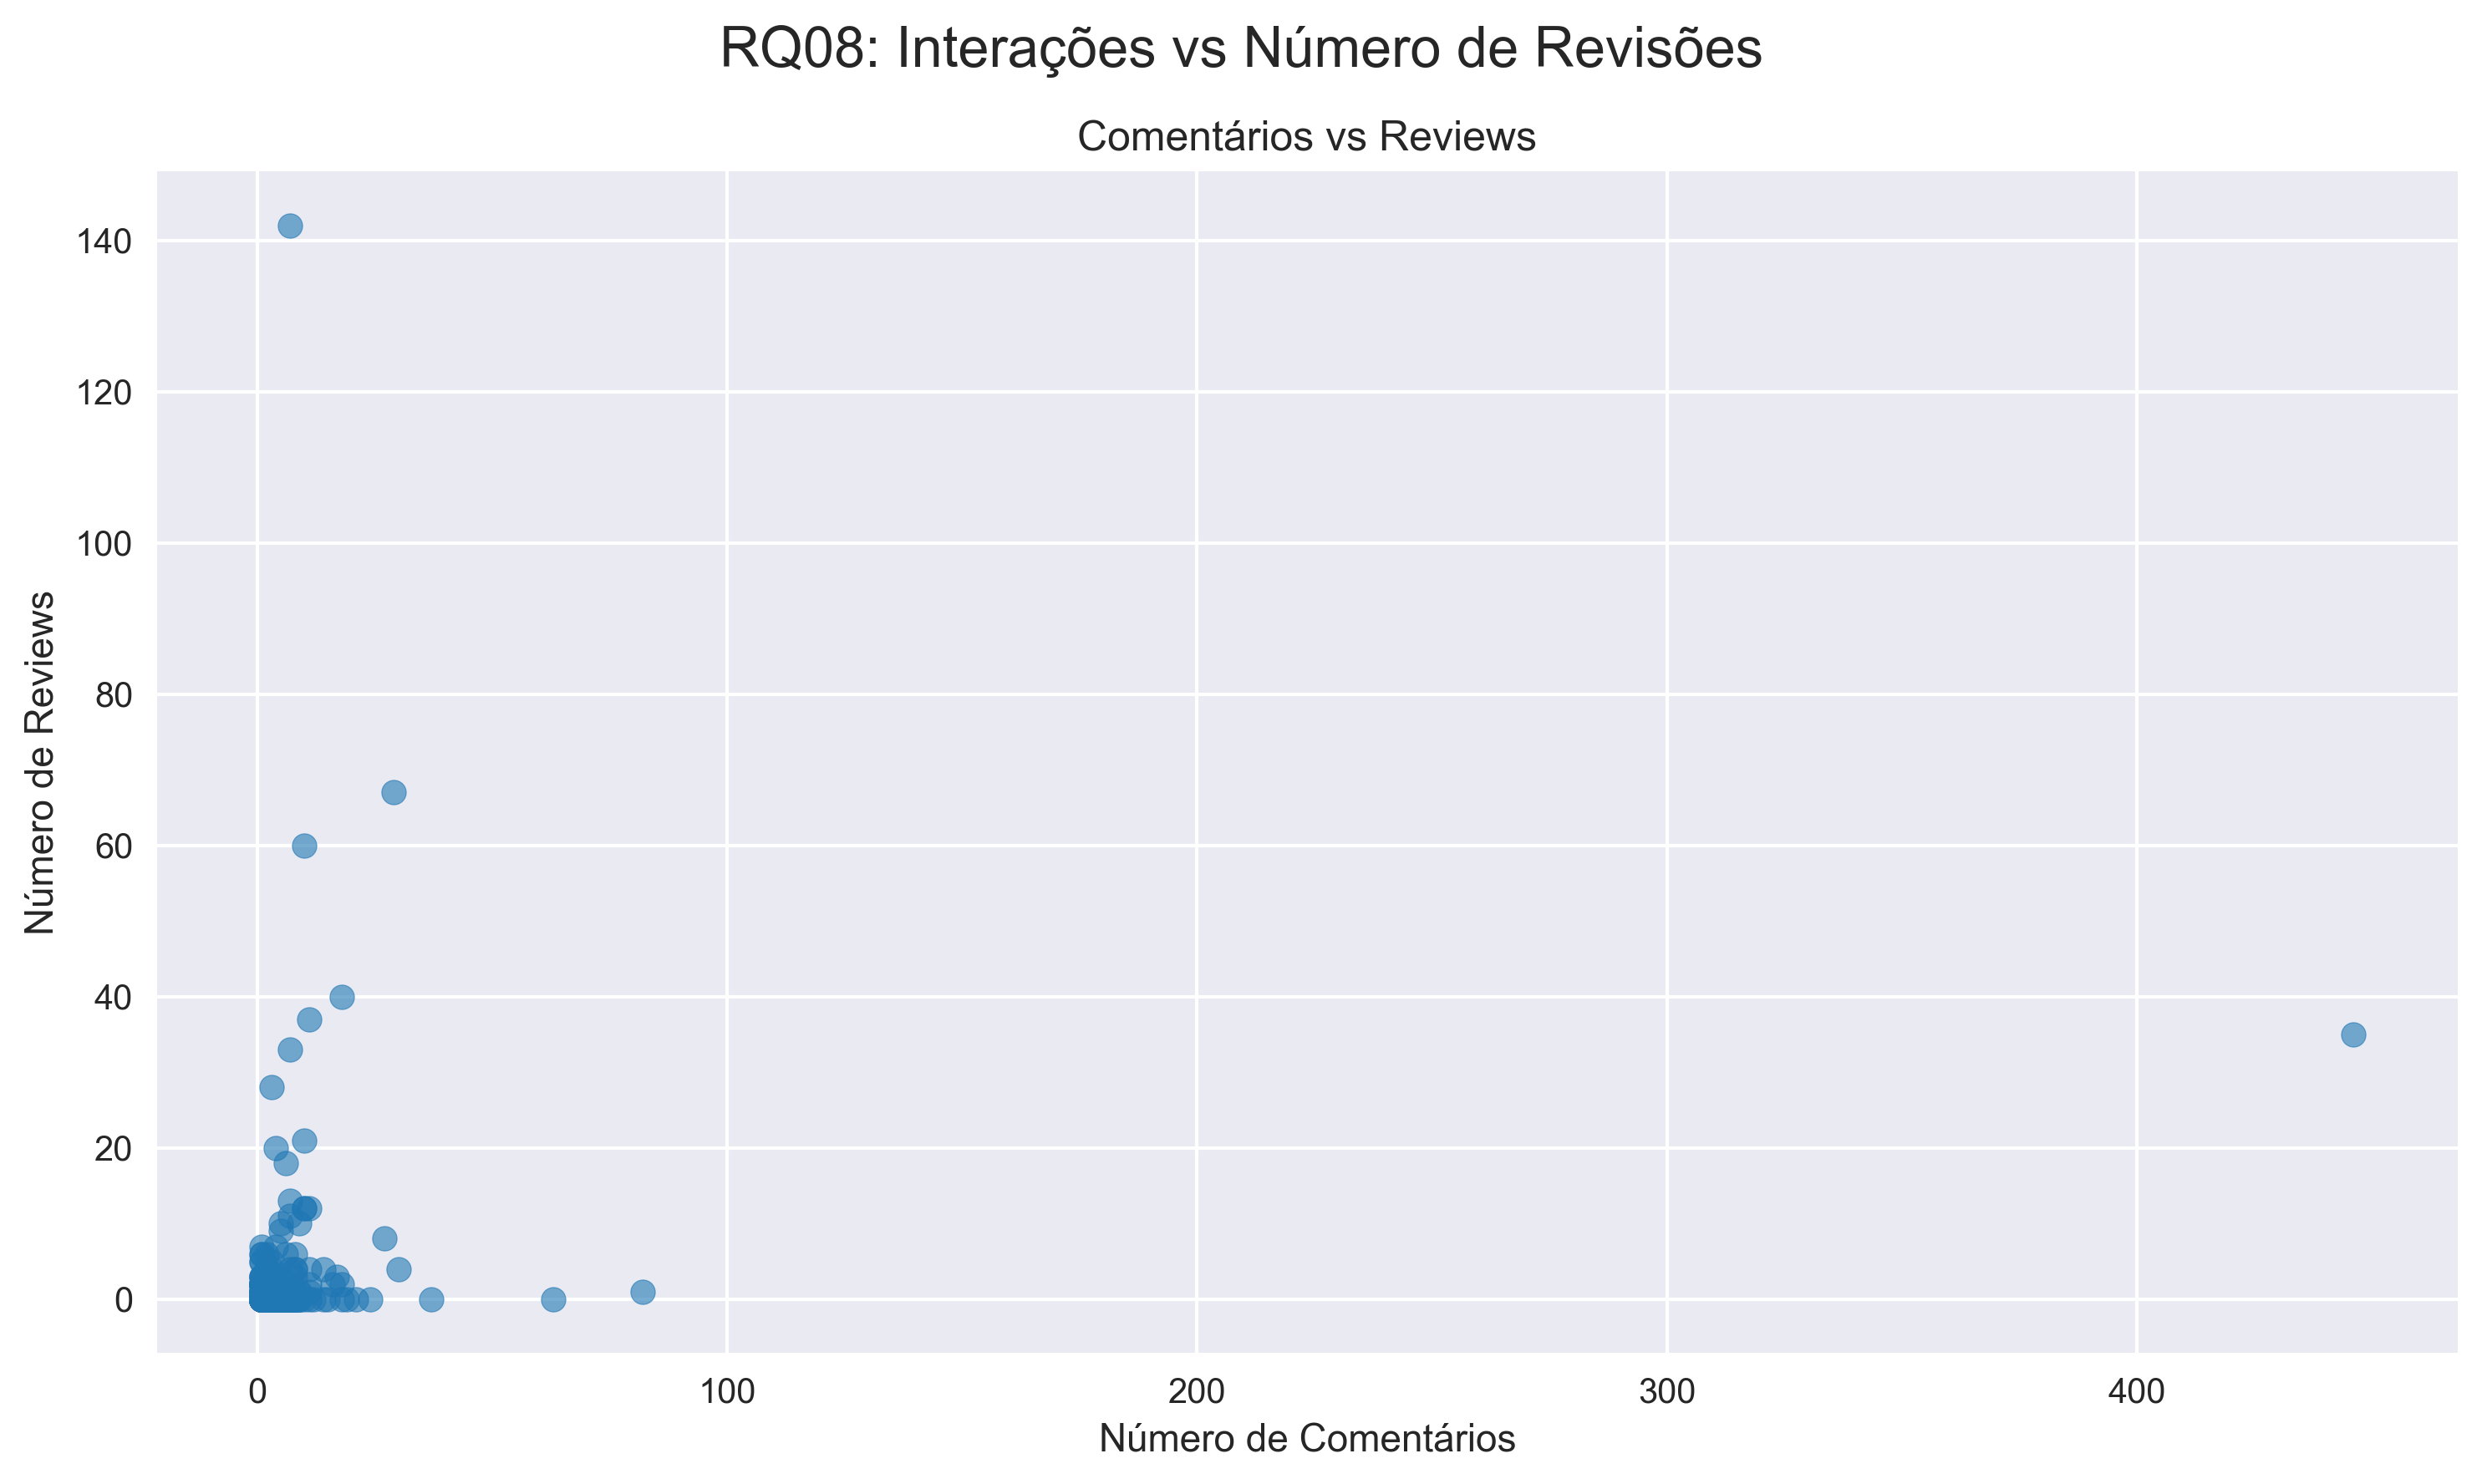 RQ08: Interações vs Número de Revisões
Comentários vs Reviews
140
120
100
80
60
40
20
0
Número de Reviews
0 100 200 300 400
Número de Comentários